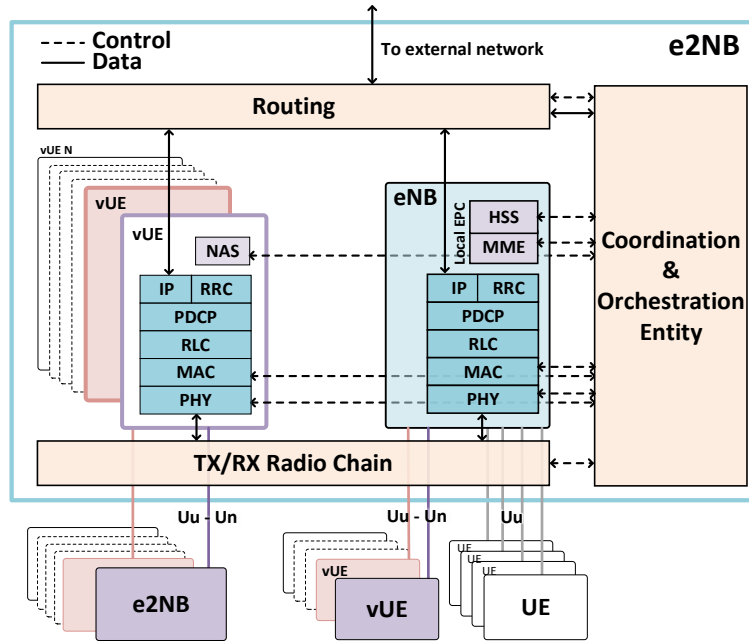 Control
Data
To external network
e2NB
Routing
vUE N
vUE
vUE
NAS
IP RRC
PDCP
RLC
MAC
PHY
eNB
Local EPC
HSS
MME
IP RRC
PDCP
RLC
MAC
PHY
Coordination
&
Orchestration
Entity
TX/RX Radio Chain
Uu - Un
Uu - Un
Uu
e2NB
vUE
vUE
UE
UE
UE
UE
UE